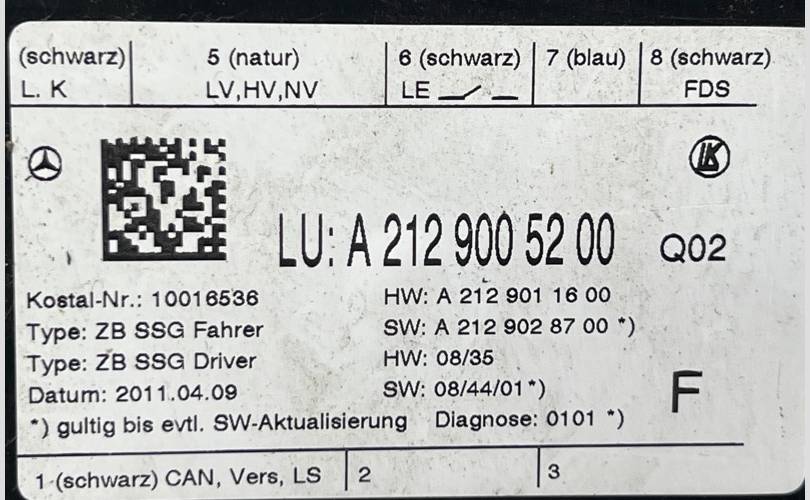 (schwarz) 5 (natur) 6 (schwarz) 7 (blau) 8 (schwarz)
L. K LV,HV,NV LE FDS
LK
LU: A 212 900 52 00 Q02
Kostal-Nr.: 10016536 HW: A 212 901 16 00
Type: ZB SSG Fahrer SW: A 212 902 87 00 *)
Type: ZB SSG Driver HW: 08/35
Datum: 2011.04.09 SW: 08/44/01*) F
*) gultig bis evtl. SW-Aktualisierung Diagnose: 0101 *)
1 (schwarz) CAN, Vers, LS 2 3